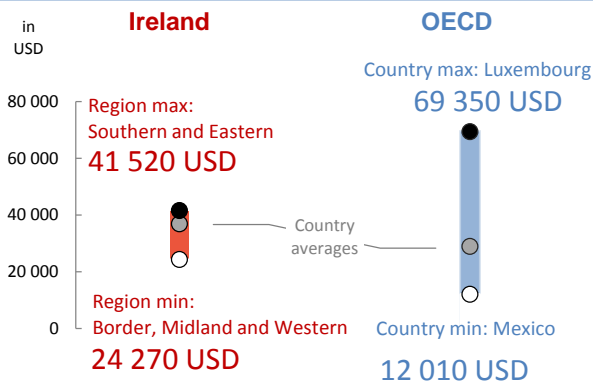 in
USD
Ireland
OECD
Country max: Luxembourg
69 350 USD
80 000
60 000
40 000
20 000
0
Region max:
Southern and Eastern
41 520 USD
Country
averages
Region min:
Border, Midland and Western
24 270 USD
Country min: Mexico
12 010 USD